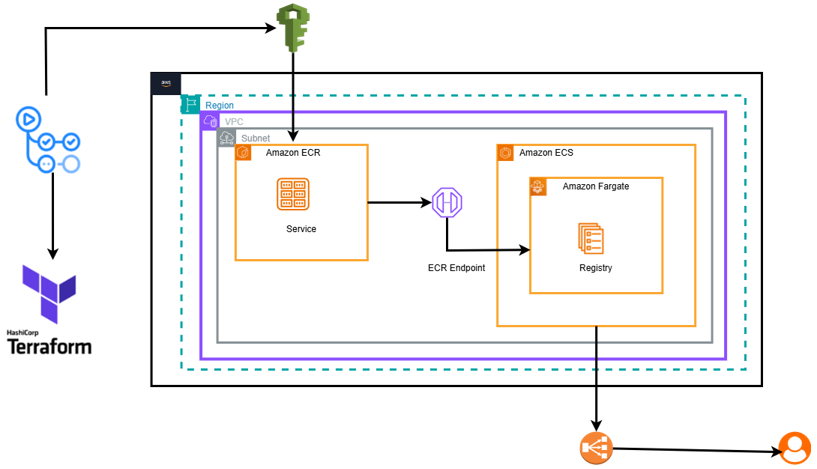 aws
Region
VPC
Subnet
Amazon ECR
Amazon ECS
Amazon Fargate
Service
ECR Endpoint
Registry
HashiCorp
Terraform